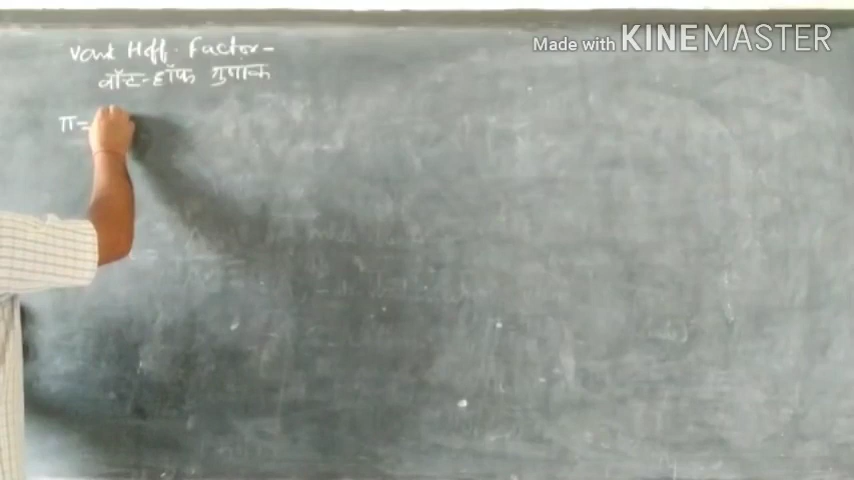 Made with KINEMASTER
Vant Hoff. Factor-
वॉट-हॉफ गुणांक
π=